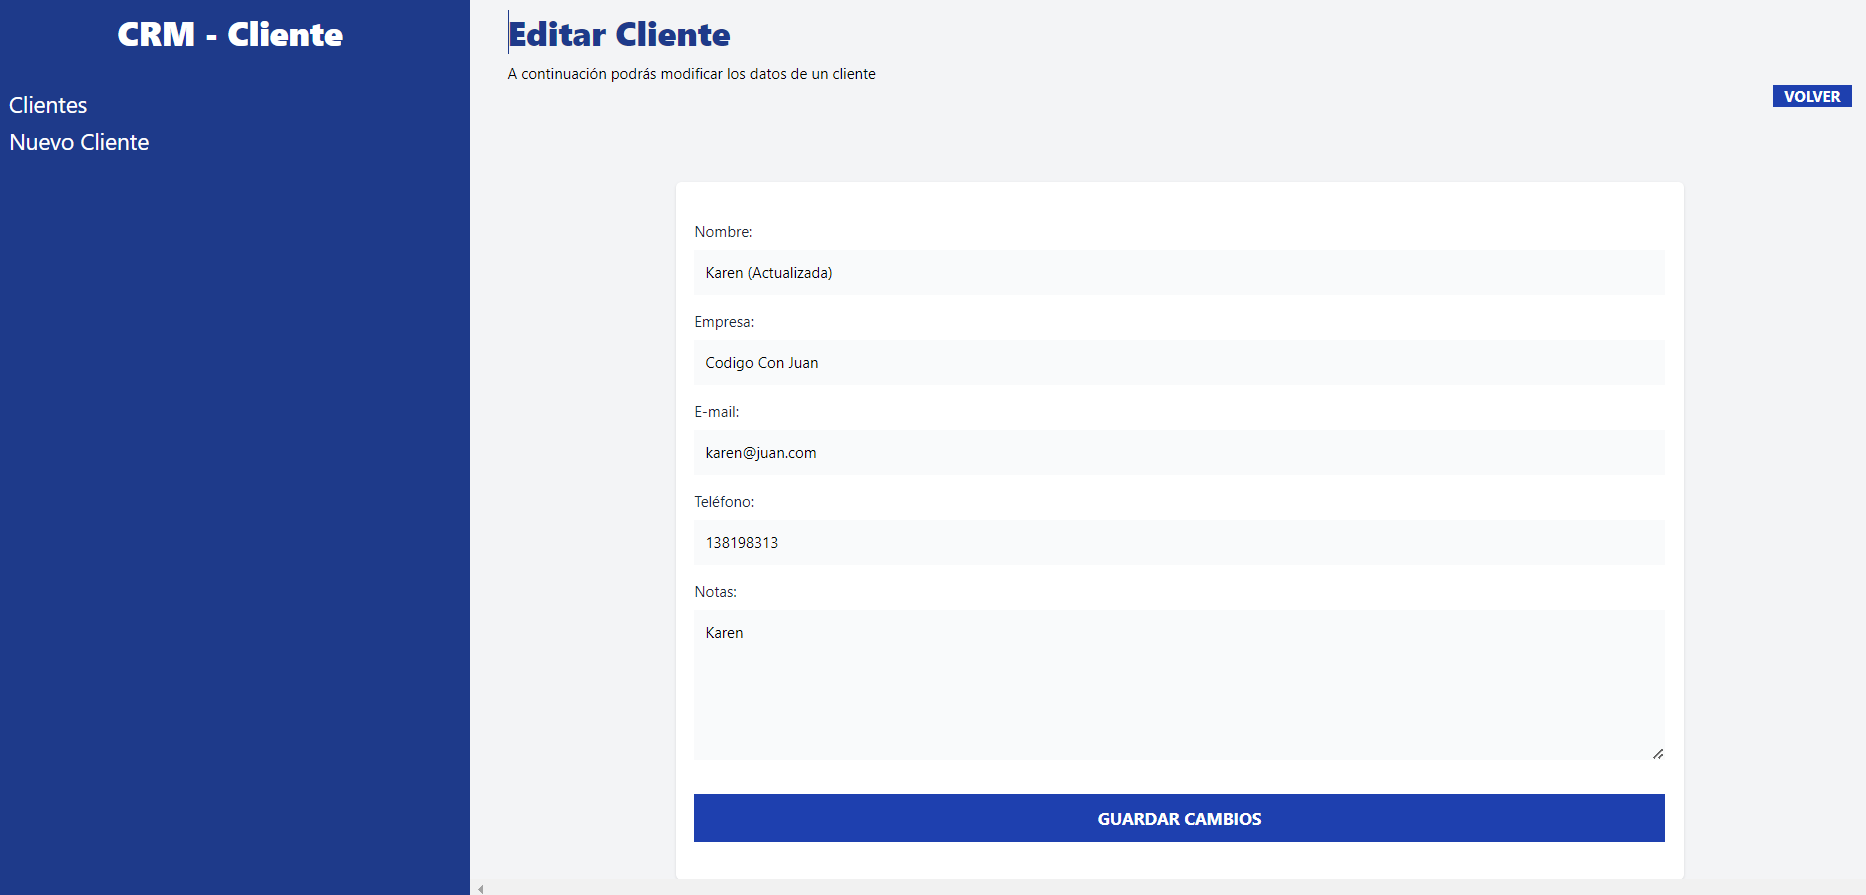 CRM - Cliente
Clientes
Nuevo Cliente
Editar Cliente
A continuación podrás modificar los datos de un cliente
VOLVER
Nombre:
Karen (Actualizada)
Empresa:
Codigo Con Juan
E-mail:
karen@juan.com
Teléfono:
138198313
Notas:
Karen
GUARDAR CAMBIOS